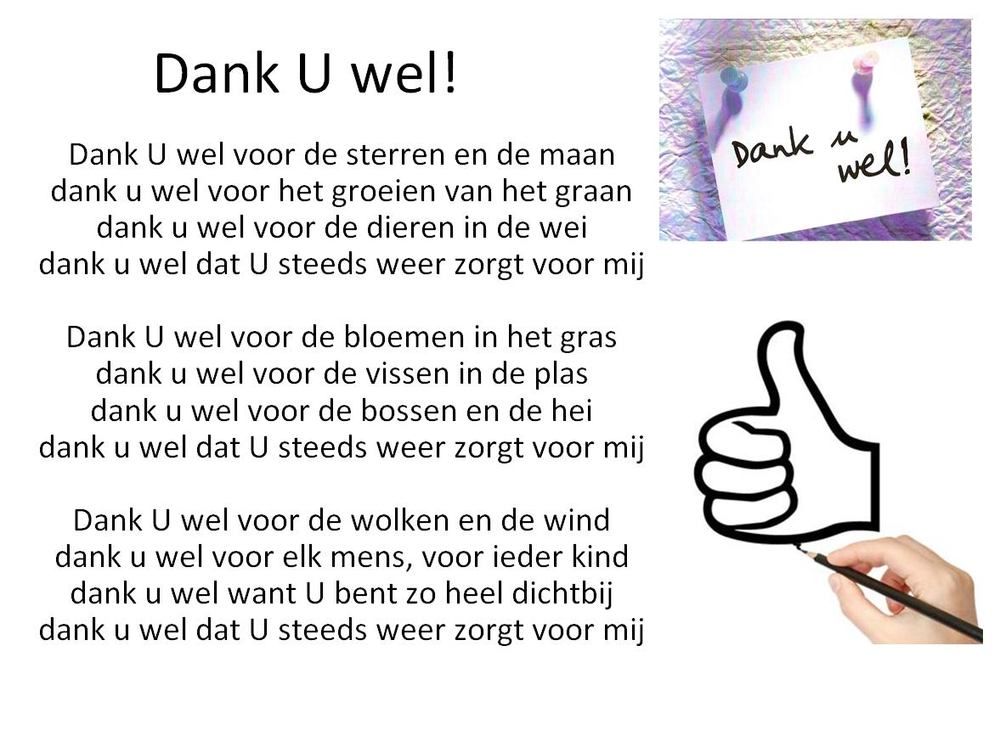 Dank U wel!
Dank U wel voor de sterren en de maan
dank u wel voor het groeien van het graan
dank u wel voor de dieren in de wei
dank u wel dat U steeds weer zorgt voor mij
Dank U wel voor de bloemen in het gras
dank u wel voor de vissen in de plas
dank u wel voor de bossen en de hei
dank u wel dat U steeds weer zorgt voor mij
Dank U wel voor de wolken en de wind
dank u wel voor elk mens, voor ieder kind
dank u wel want U bent zo heel dichtbij
dank u wel dat U steeds weer zorgt voor mij
Dank u
wel!